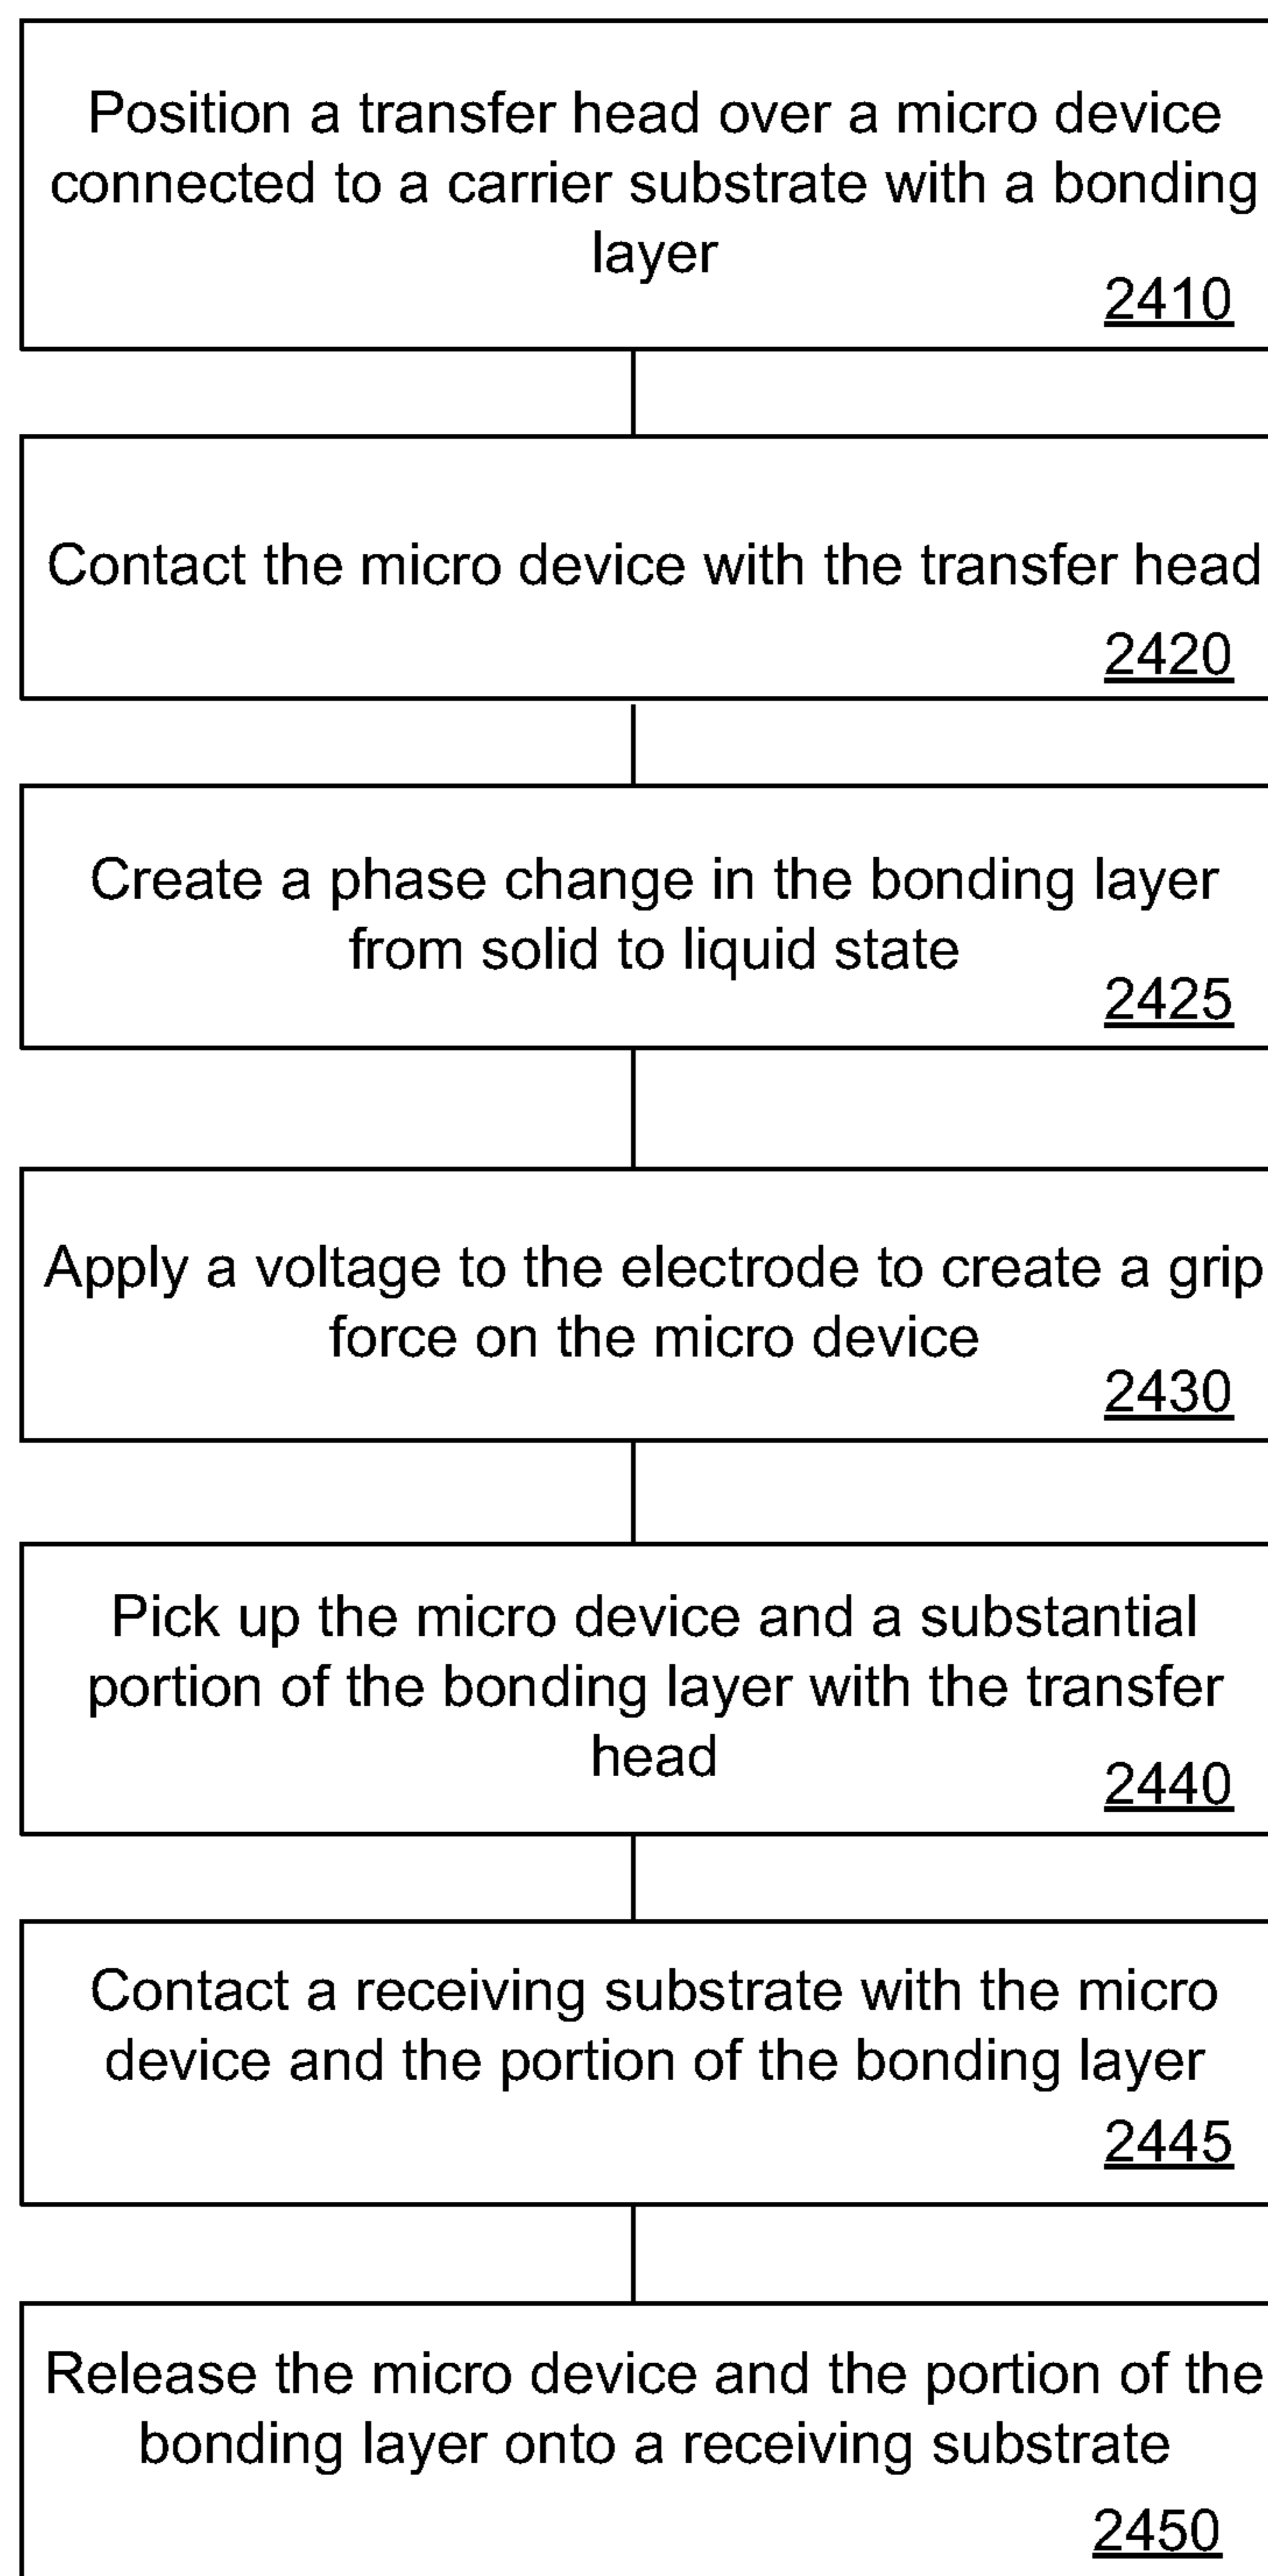 Position a transfer head over a micro device
connected to a carrier substrate with a bonding
layer
2410
Contact the micro device with the transfer head
2420
Create a phase change in the bonding layer
from solid to liquid state
2425
Apply a voltage to the electrode to create a grip
force on the micro device
2430
Pick up the micro device and a substantial
portion of the bonding layer with the transfer
head
2440
Contact a receiving substrate with the micro
device and the portion of the bonding layer
2445
Release the micro device and the portion of the
bonding layer onto a receiving substrate
2450